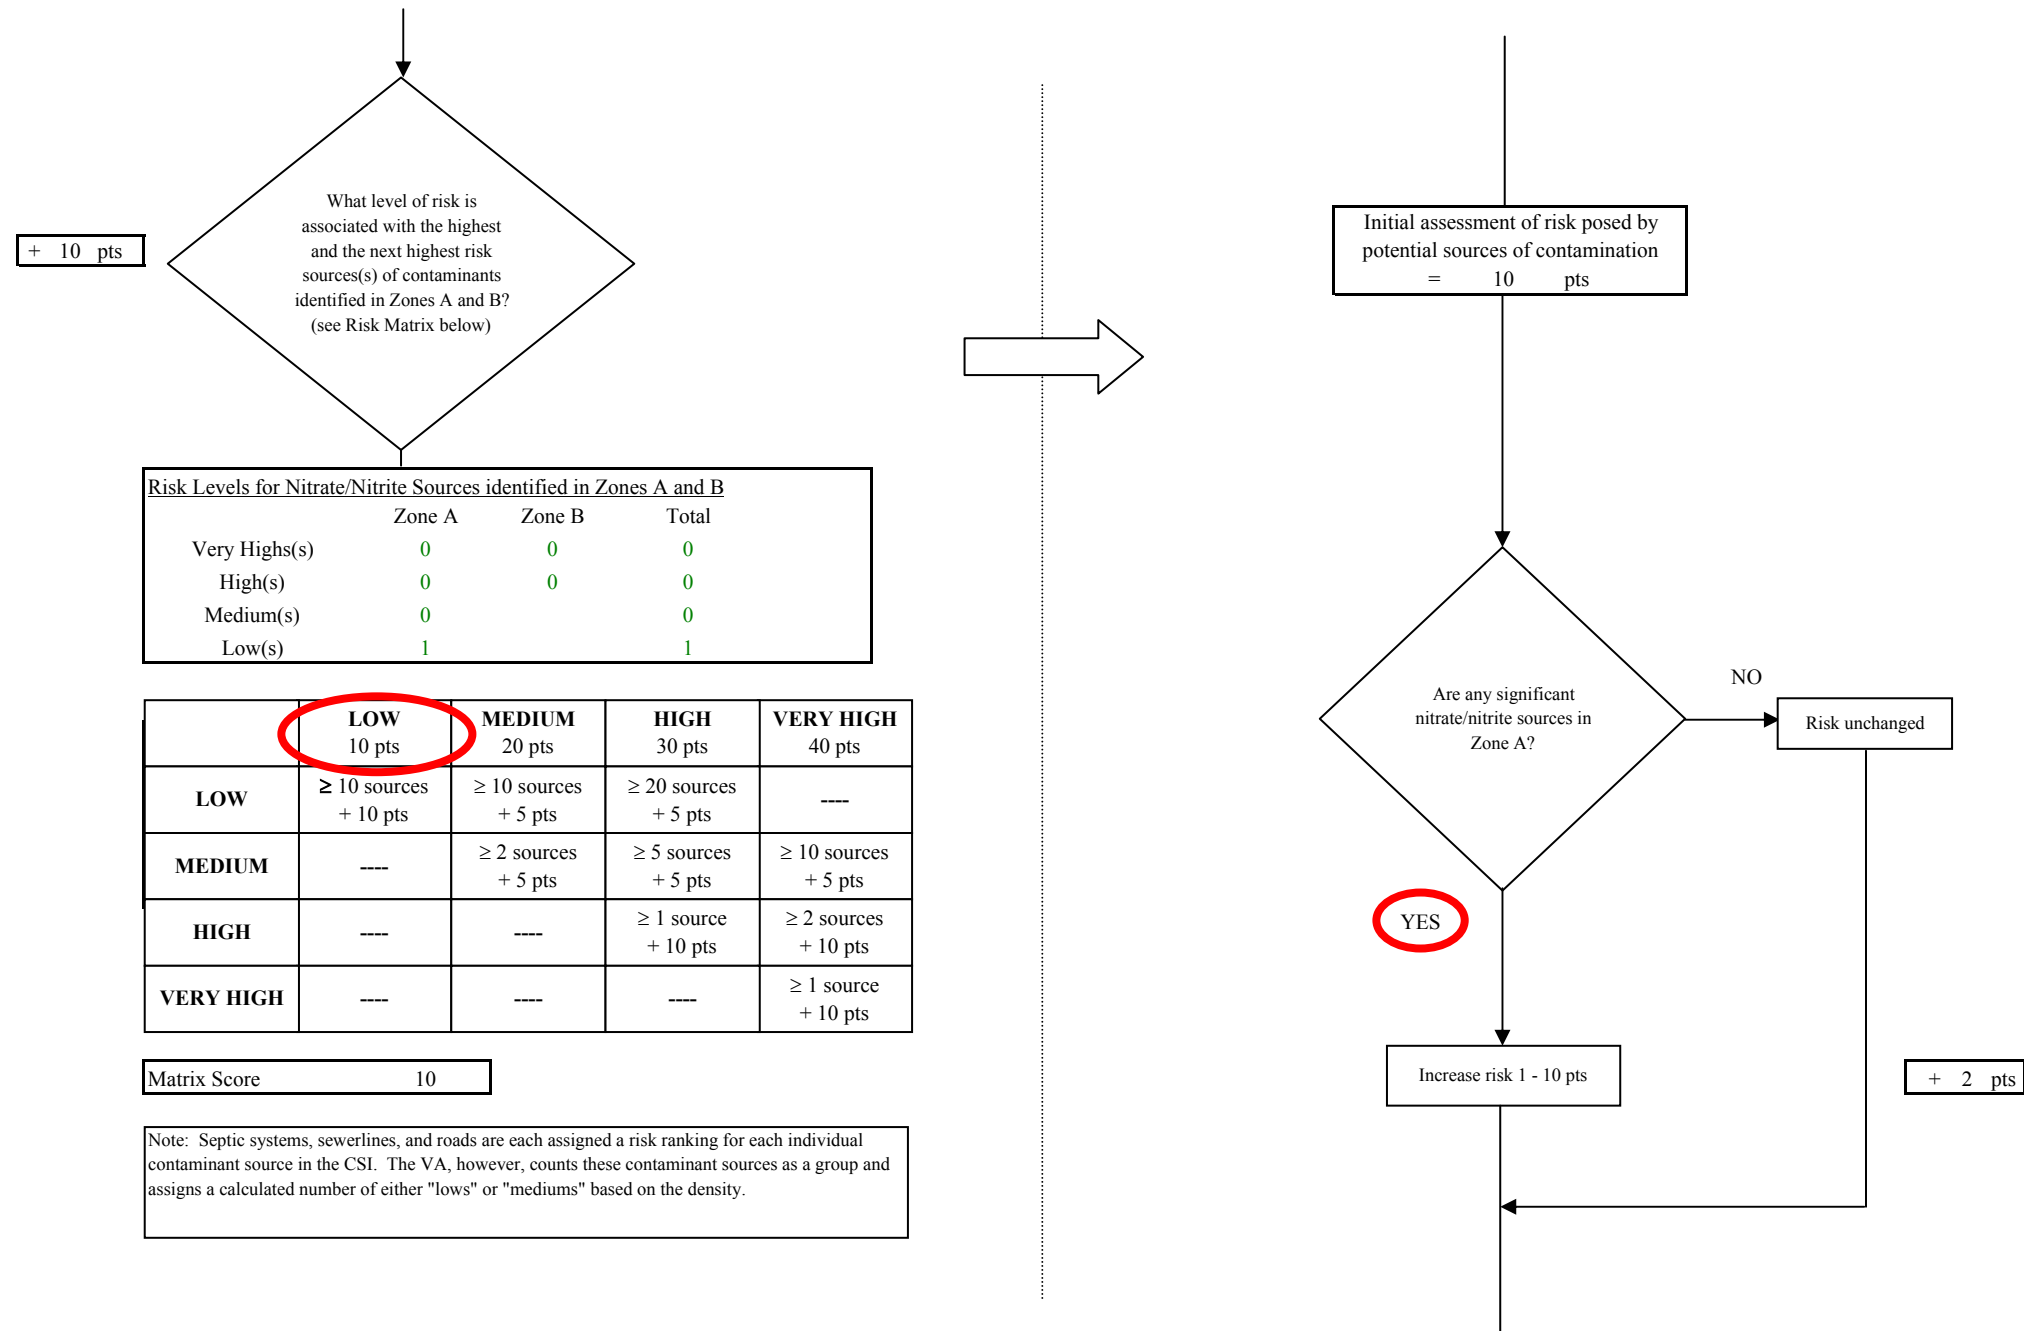 + 10 pts
What level of risk is
associated with the highest
and the next highest risk
sources(s) of contaminants
identified in Zones A and B?
(see Risk Matrix below)
Risk Levels for Nitrate/Nitrite Sources identified in Zones A and B
Zone A Zone B Total
Very Highs(s) 0 0 0
High(s) 0 0 0
Medium(s) 0 0
Low(s) 1 1
LOW MEDIUM HIGH VERY HIGH
10 pts 20 pts 30 pts 40 pts
LOW ≥ 10 sources ≥ 10 sources ≥ 20 sources ----
+ 10 pts + 5 pts + 5 pts
MEDIUM ---- ≥ 2 sources ≥ 5 sources ≥ 10 sources
+ 5 pts + 5 pts + 5 pts
HIGH ---- ---- ≥ 1 source ≥ 2 sources
+ 10 pts + 10 pts
VERY HIGH ---- ---- ---- ≥ 1 source
+ 10 pts
Matrix Score 10
Note: Septic systems, sewerlines, and roads are each assigned a risk ranking for each individual
contaminant source in the CSI. The VA, however, counts these contaminant sources as a group and
assigns a calculated number of either "lows" or "mediums" based on the density.
Initial assessment of risk posed by
potential sources of contamination
= 10 pts
Are any significant
nitrate/nitrite sources in
Zone A?
NO
Risk unchanged
YES
Increase risk 1 - 10 pts
+ 2 pts